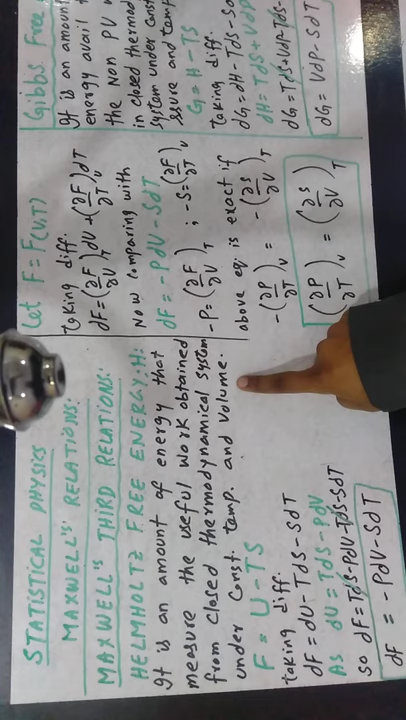 STATISTICAL PHYSICS
MAXWELL'S RELATIONS:
MAXWELL'S THIRD RELATIONS:
HELMHOLTZ FREE ENERGY:
It is an amount of energy that
measure the useful work obtained
from closed thermodynamical system
under const. temp. and volume.
F = U - TS
taking diff.
dF = dU - TdS - SdT
As dU = TdS - PdV
so dF = TdS - PdV - TdS - SdT
dF = -PdV - SdT
Let F = F(V,T)
taking diff.
dF = (∂F/∂V)_T dV + (∂F/∂T)_V dT
Now comparing with
dF = -PdV - SdT
-P = (∂F/∂V)_T ; -S = (∂F/∂T)_V
above eq. is exact if
-(∂P/∂T)_V = -(∂S/∂V)_T
(∂P/∂T)_V = (∂S/∂V)_T
Gibbs Free
It is an amount
energy avail
the Non PV
in closed thermod
system under const
ssure and temp
G = H - TS
taking diff.
dG = dH - TdS - Sd
dH = TdS + VdP
dG = TdS + VdP - TdS -
dG = VdP - SdT